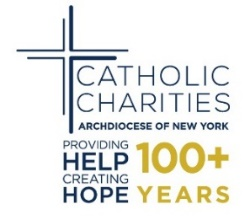 CATHOLIC
CHARITIES
ARCHDIOCESE OF NEW YORK
PROVIDING
HELP
CREATING
HOPE
100+
YEARS